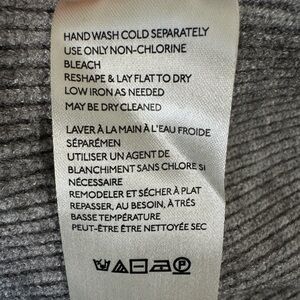 HAND WASH COLD SEPARATELY
USE ONLY NON-CHLORINE
BLEACH
RESHAPE & LAY FLAT TO DRY
LOW IRON AS NEEDED
MAY BE DRY CLEANED
LAVER À LA MAIN À L'EAU FROIDE
SÉPARÉMEN
UTILISER UN AGENT DE
BLANCHIMENT SANS CHLORE SI
NÉCESSAIRE
REMODELER ET SÉCHER À PLAT
REPASSER, AU BESOIN, À TRÉS
BASSE TEMPÉRATURE
PEUT-ÊTRE ÊTRE NETTOYÉE SEC
P